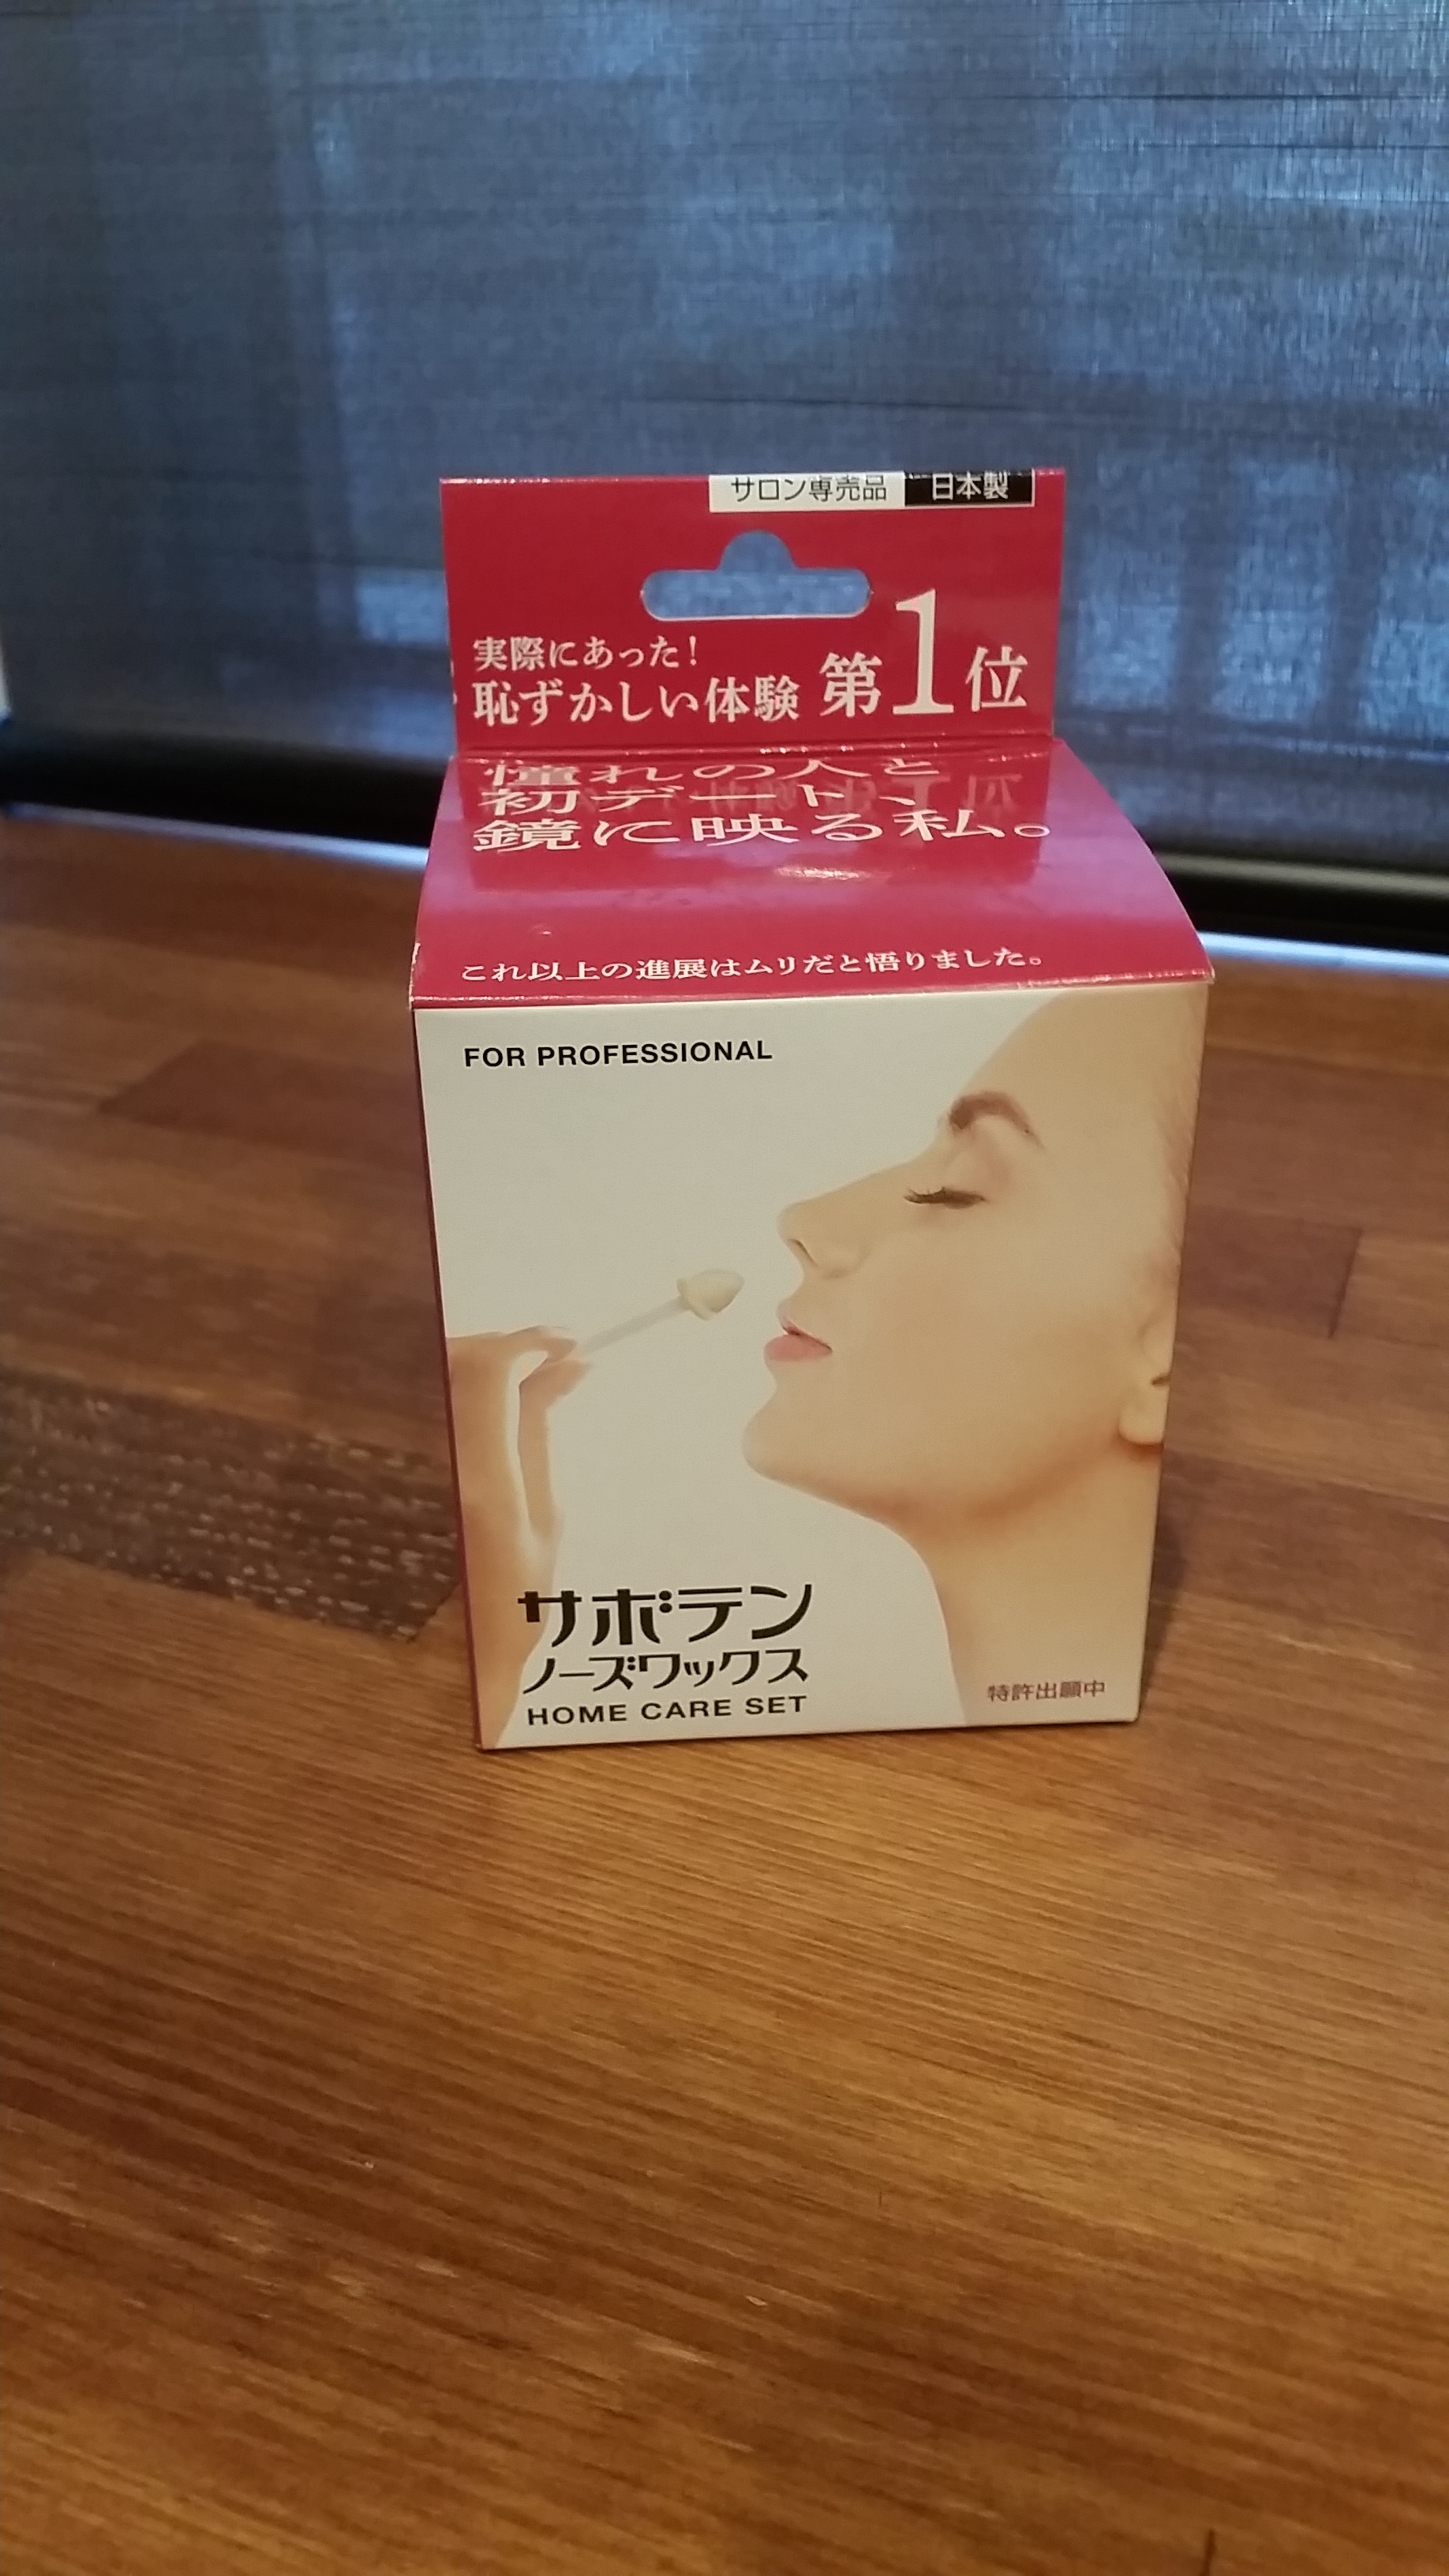 サロン専売品 日本製
実際にあった!
恥ずかしい体験 第1位
憧れの人と
初デート、
鏡に映る私。
これ以上の進展はムリだと悟りました。
FOR PROFESSIONAL
サボテン
ノーズワックス
HOME CARE SET
特許出願中